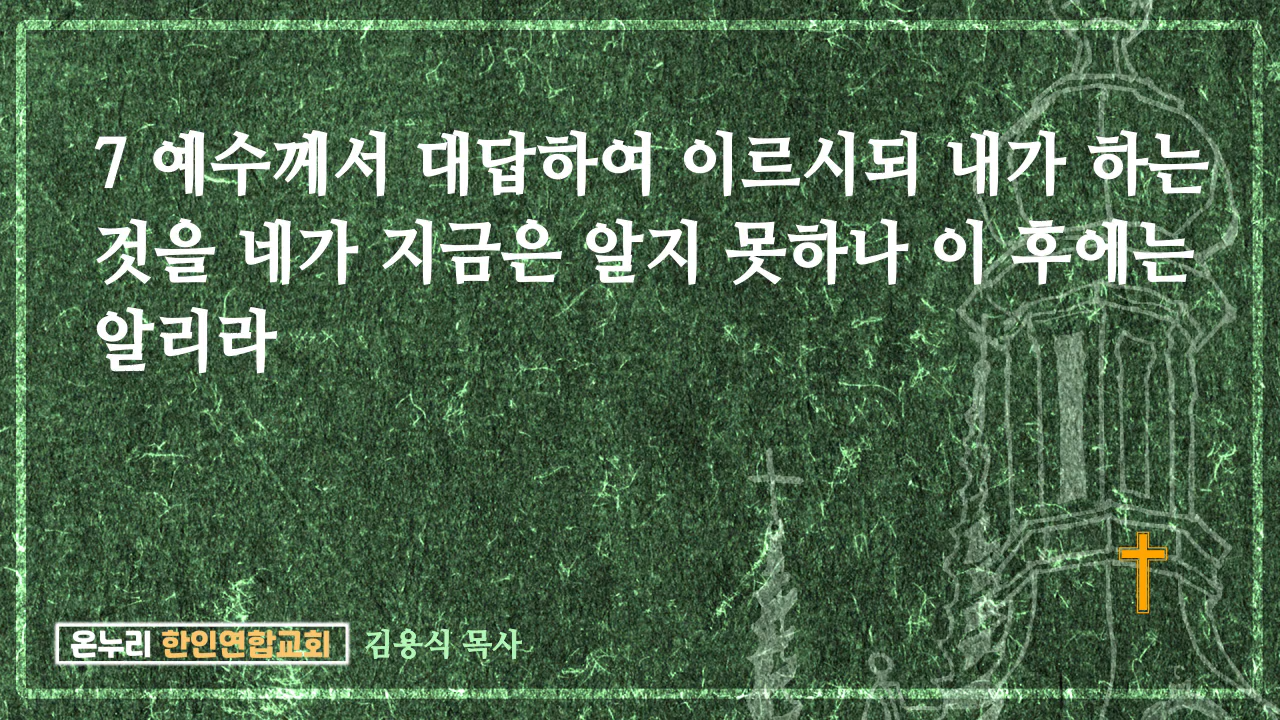 7 예수께서 대답하여 이르시되 내가 하는
것을 네가 지금은 알지 못하나 이 후에는
알리라
온누리 한인연합교회 김용식 목사